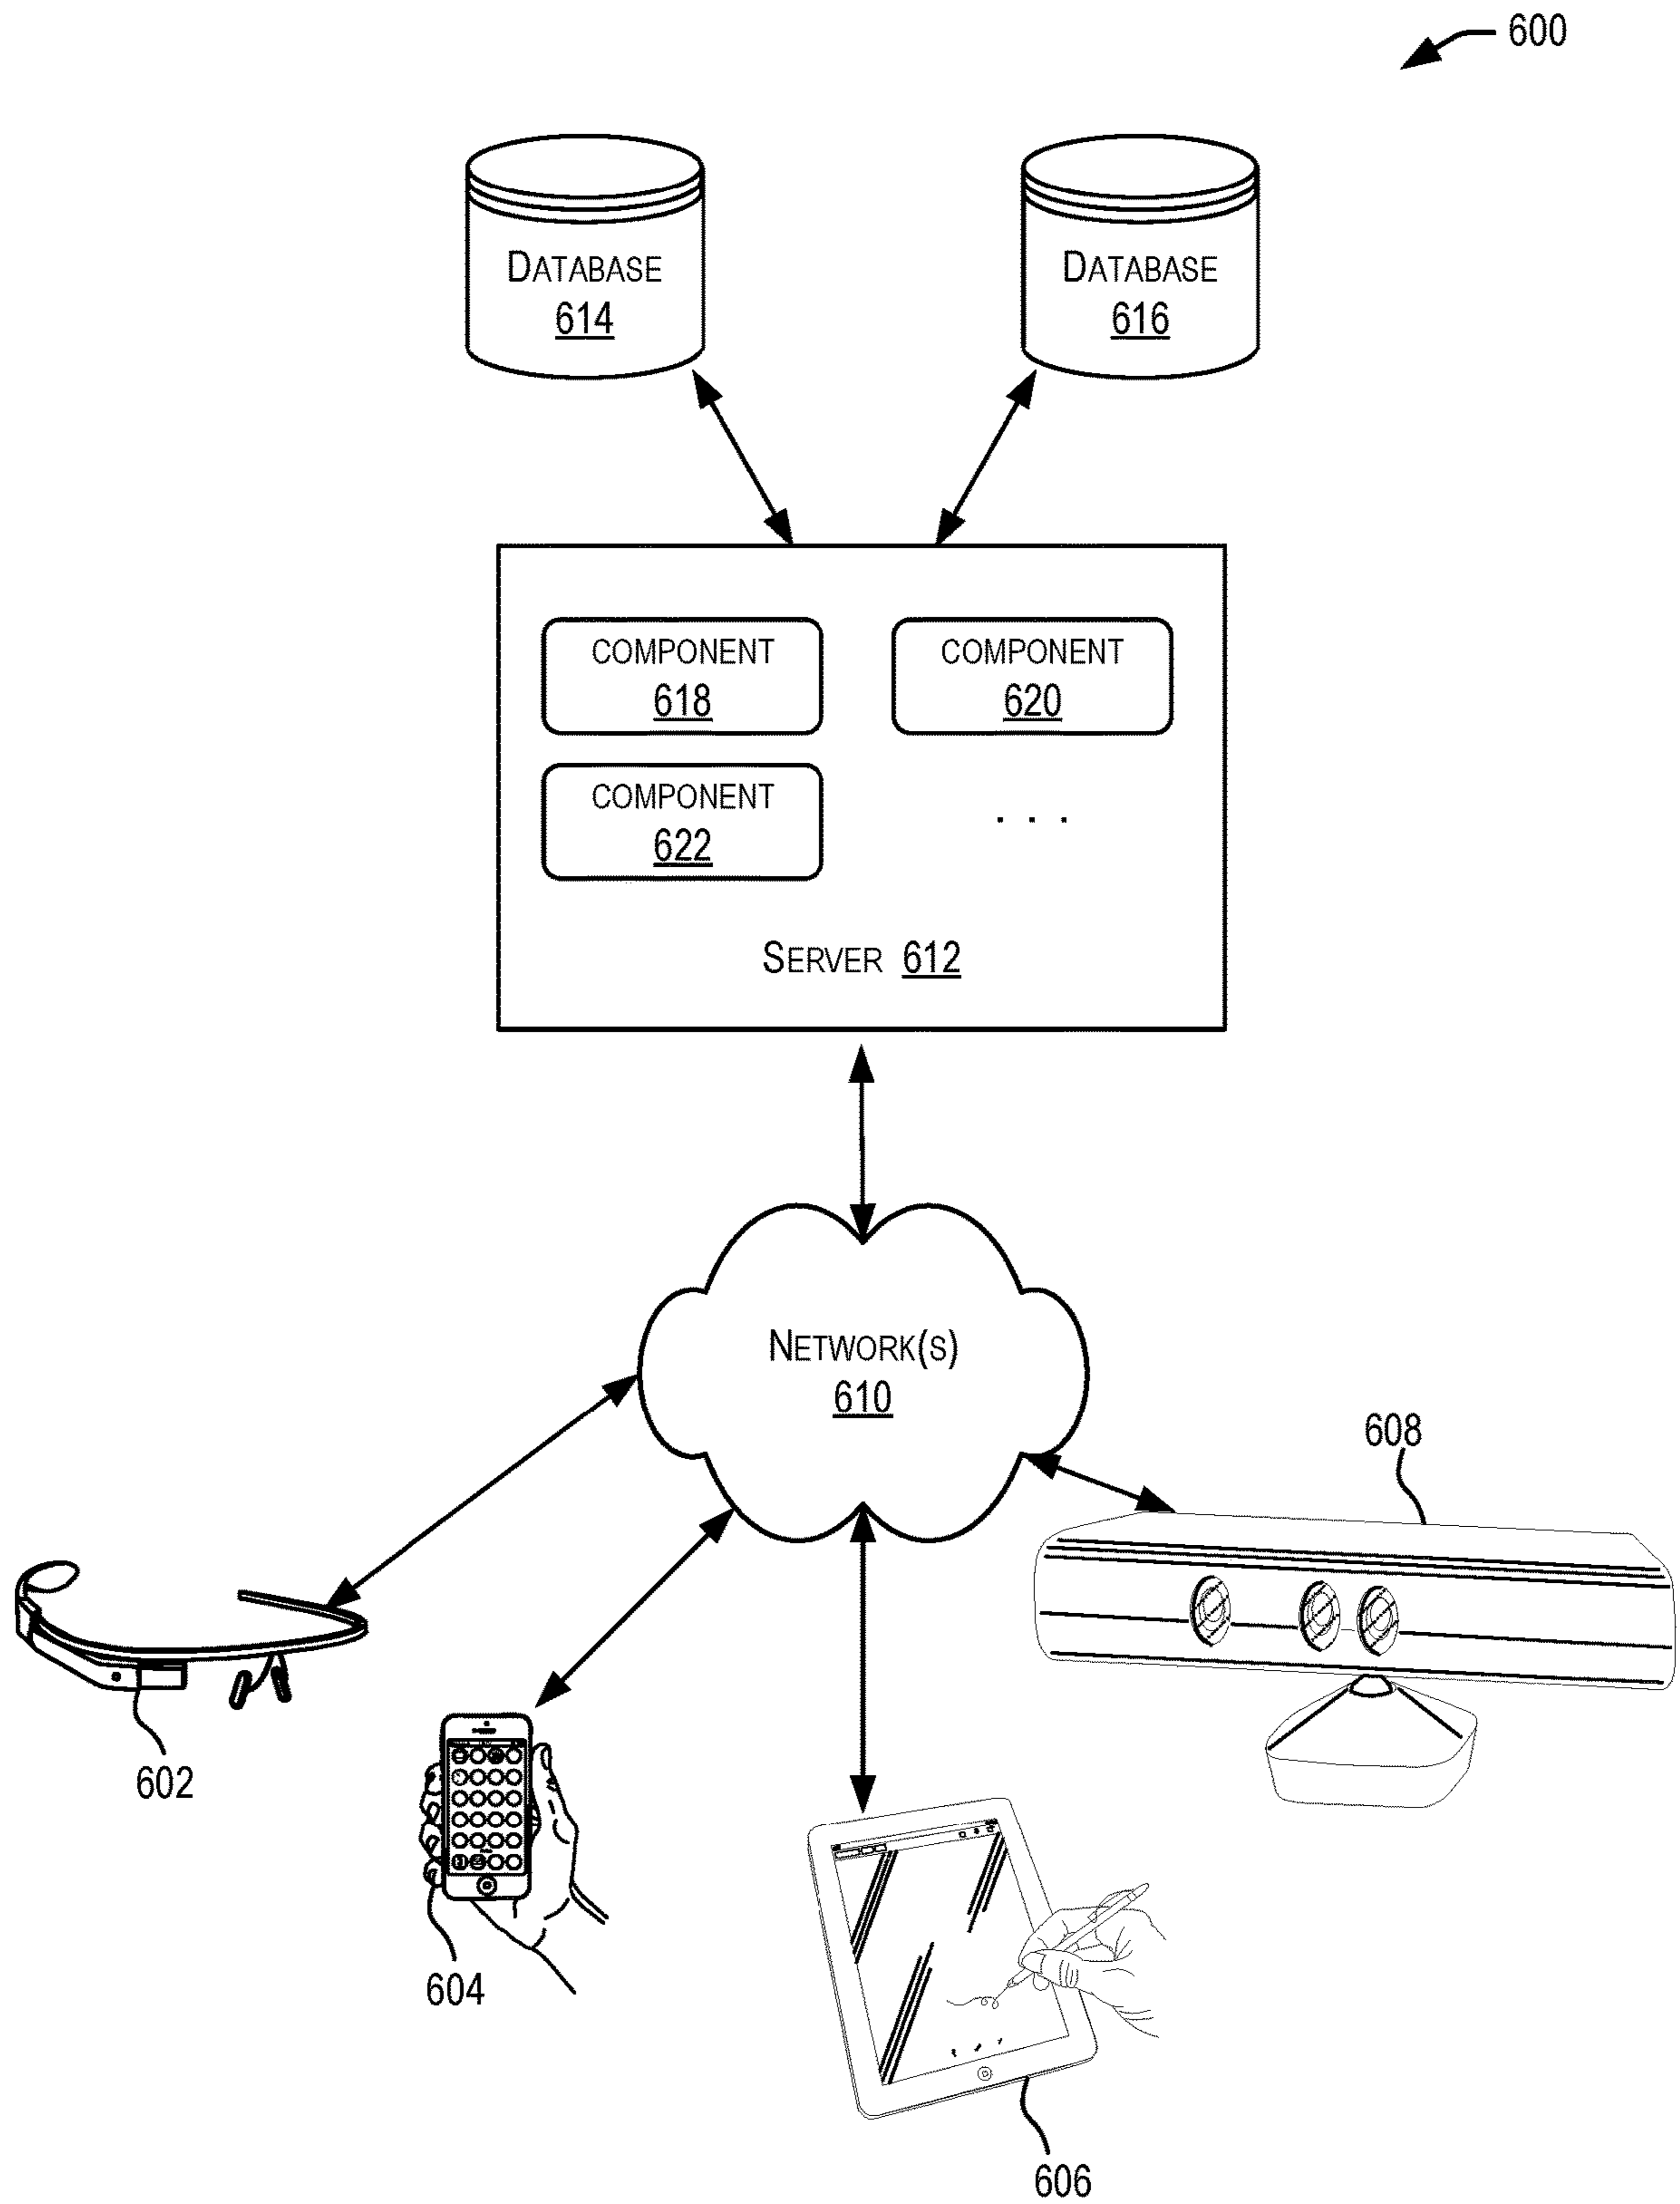 600
DATABASE
614
DATABASE
616
COMPONENT
618
COMPONENT
620
COMPONENT
622
. . .
SERVER 612
NETWORK(S)
610
608
602
604
606